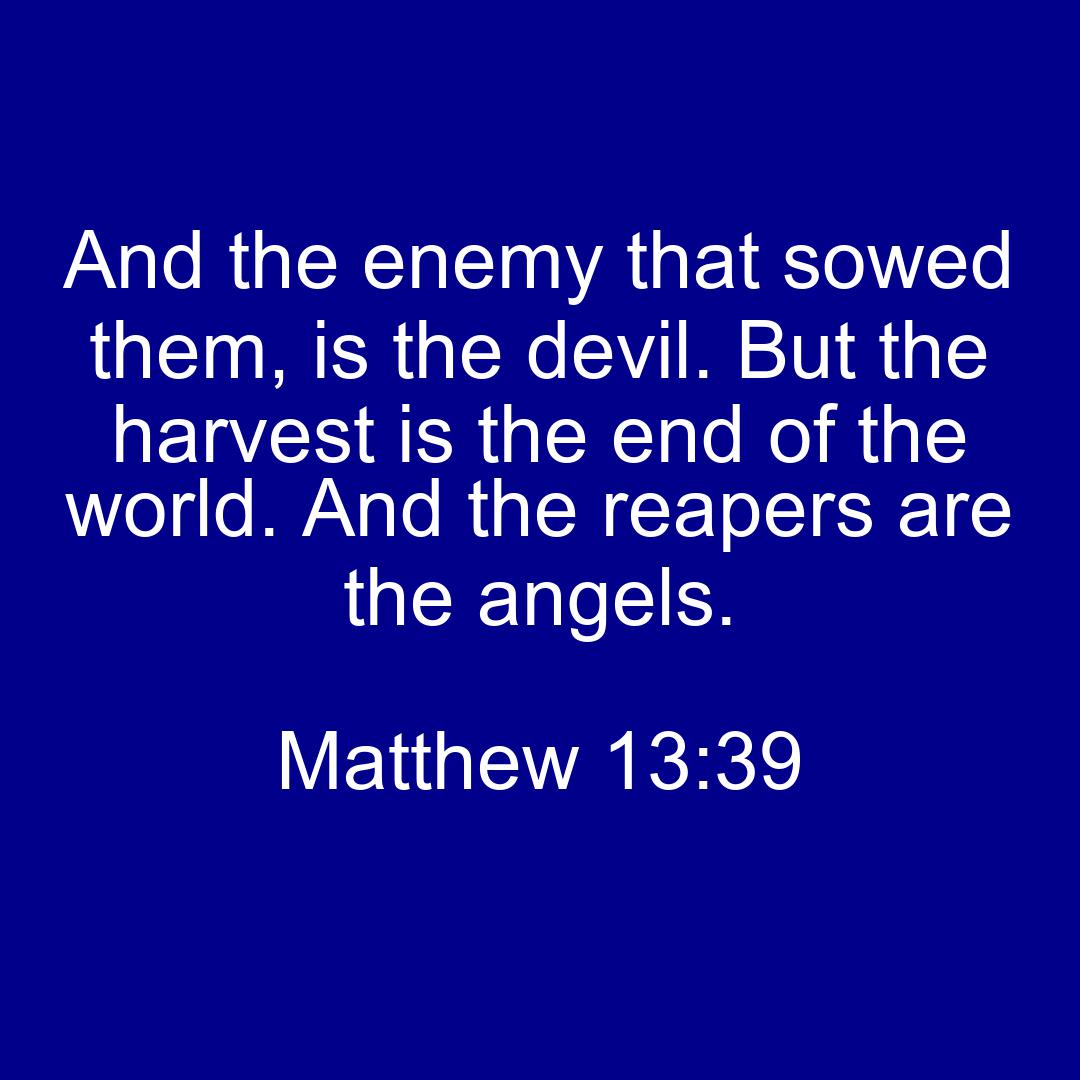 And the enemy that sowed
them, is the devil. But the
harvest is the end of the
world. And the reapers are
the angels.
Matthew 13:39